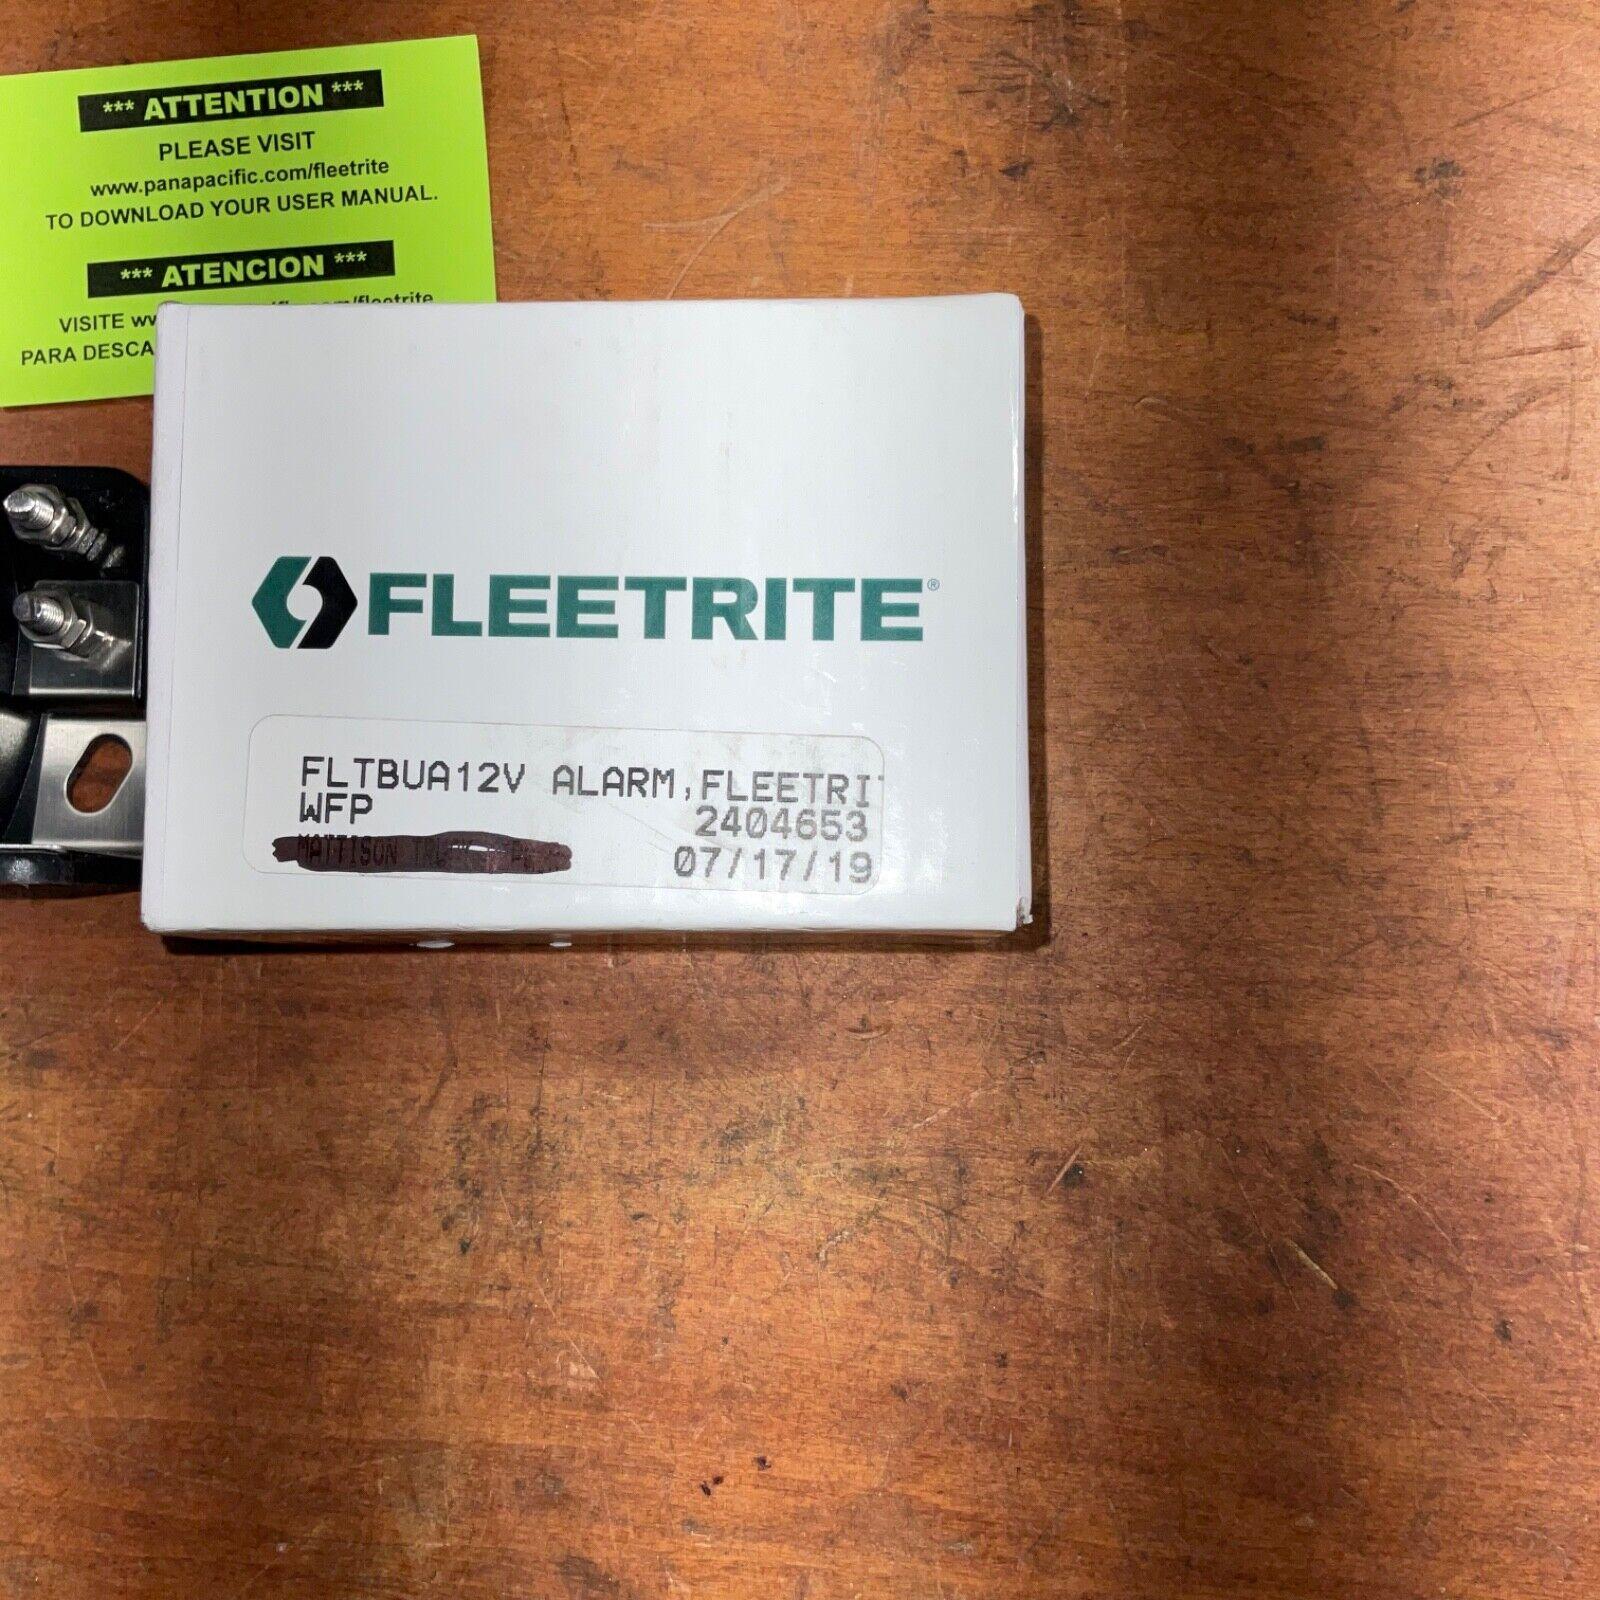 *** ATTENTION ***
PLEASE VISIT
www.panapacific.com/fleetrite
TO DOWNLOAD YOUR USER MANUAL.
*** ATENCION ***
VISITE
PARA
FLEETRITE®
FLTBUA12V ALARM,FLEETRI
WFP 2404653
MATTISON
07/17/19